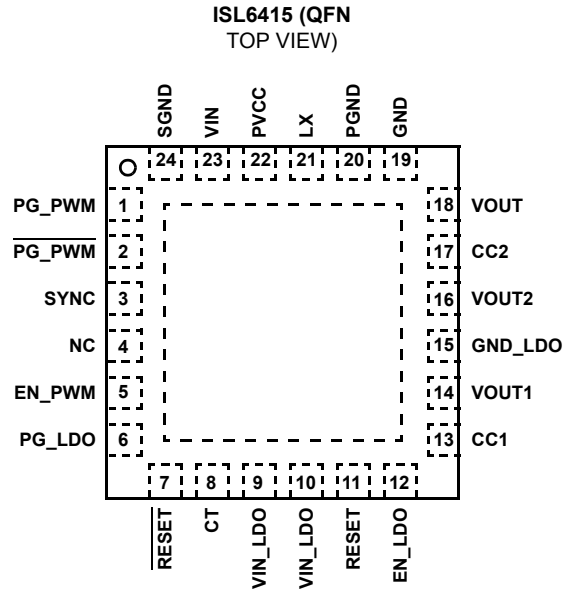 ISL6415 (QFN
TOP VIEW)
SGND
VIN
PVCC
LX
PGND
GND
24 23 22 21 20 19
PG_PWM 1
PG_PWM 2
SYNC 3
NC 4
EN_PWM 5
PG_LDO 6
18 VOUT
17 CC2
16 VOUT2
15 GND_LDO
14 VOUT1
13 CC1
7 8 9 10 11 12
RESET
CT
VIN_LDO
VIN_LDO
RESET
EN_LDO